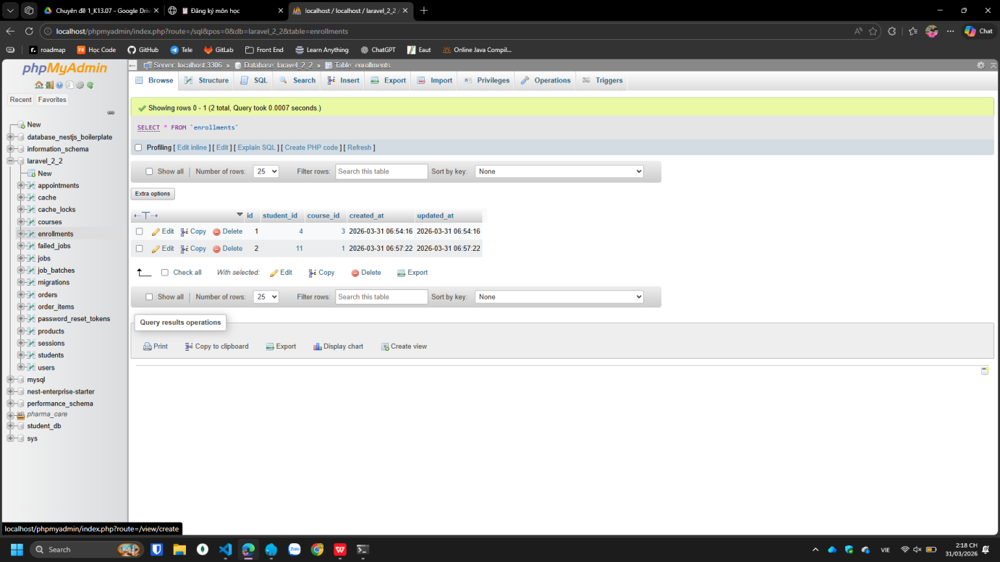 Chuyên đề 1_K13.07 - Google Driv
Đăng ký môn học
localhost / localhost / laravel_2_2 /
localhost/phpmyadmin/index.php?route=/sql&pos=0&db=laravel_2_2&table=enrollments
Chat
roadmap
Học Code
GitHub
Tele
GitLab
Front End
Learn Anything
ChatGPT
Eaut
Online Java Compil...
phpMyAdmin
Recent
Favorites
New
database_nestjs_boilerplate
information_schema
laravel_2_2
New
appointments
cache
cache_locks
courses
enrollments
failed_jobs
jobs
job_batches
migrations
orders
order_items
password_reset_tokens
products
sessions
students
users
mysql
nest-enterprise-starter
performance_schema
pharma_care
student_db
sys
Server: localhost:3306 » Database: laravel_2_2 » Table: enrollments
Browse Structure SQL Search Insert Export Import Privileges Operations Triggers
Showing rows 0 - 1 (2 total, Query took 0.0007 seconds.)
SELECT * FROM `enrollments`
Profiling [ Edit inline ] [ Edit ] [ Explain SQL ] [ Create PHP code ] [ Refresh ]
Show all Number of rows: 25 Filter rows: Search this table Sort by key: None
Extra options
id student_id course_id created_at updated_at
Edit Copy Delete 1 4 3 2026-03-31 06:54:16 2026-03-31 06:54:16
Edit Copy Delete 2 11 1 2026-03-31 06:57:22 2026-03-31 06:57:22
Check all With selected: Edit Copy Delete Export
Show all Number of rows: 25 Filter rows: Search this table Sort by key: None
Query results operations
Print Copy to clipboard Export Display chart Create view
localhost/phpmyadmin/index.php?route=/view/create
Search
Zalo
VIE
2:18 CH
31/03/2026